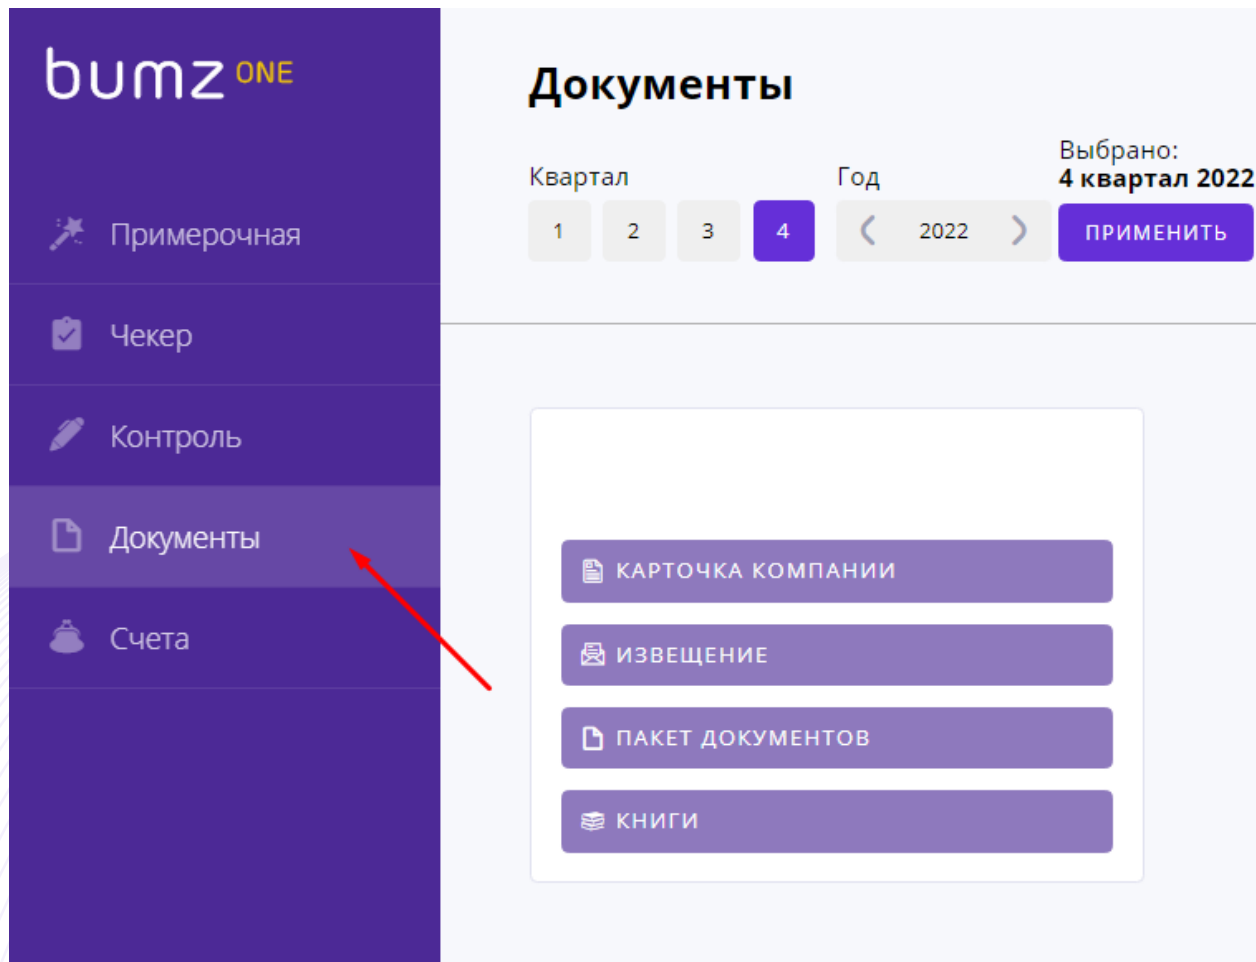 bumz ONE
Примерочная
Чекер
Контроль
Документы
Счета
Документы
Квартал
1 2 3 4
Год
2022
Выбрано:
4 квартал 2022
ПРИМЕНИТЬ
КАРТОЧКА КОМПАНИИ
ИЗВЕЩЕНИЕ
ПАКЕТ ДОКУМЕНТОВ
КНИГИ